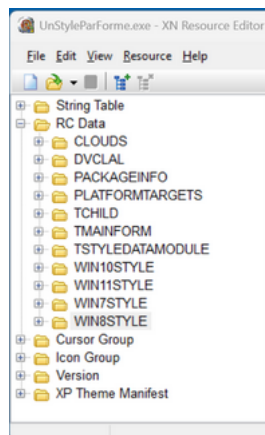 UnStyleParForme.exe - XN Resource Editor
File Edit View Resource Help
String Table
RC Data
CLOUDS
DVCLAL
PACKAGEINFO
PLATFORMTARGETS
TCHILD
TMAINFORM
TSTYLEDATAMODULE
WIN10STYLE
WIN11STYLE
WIN7STYLE
WIN8STYLE
Cursor Group
Icon Group
Version
XP Theme Manifest